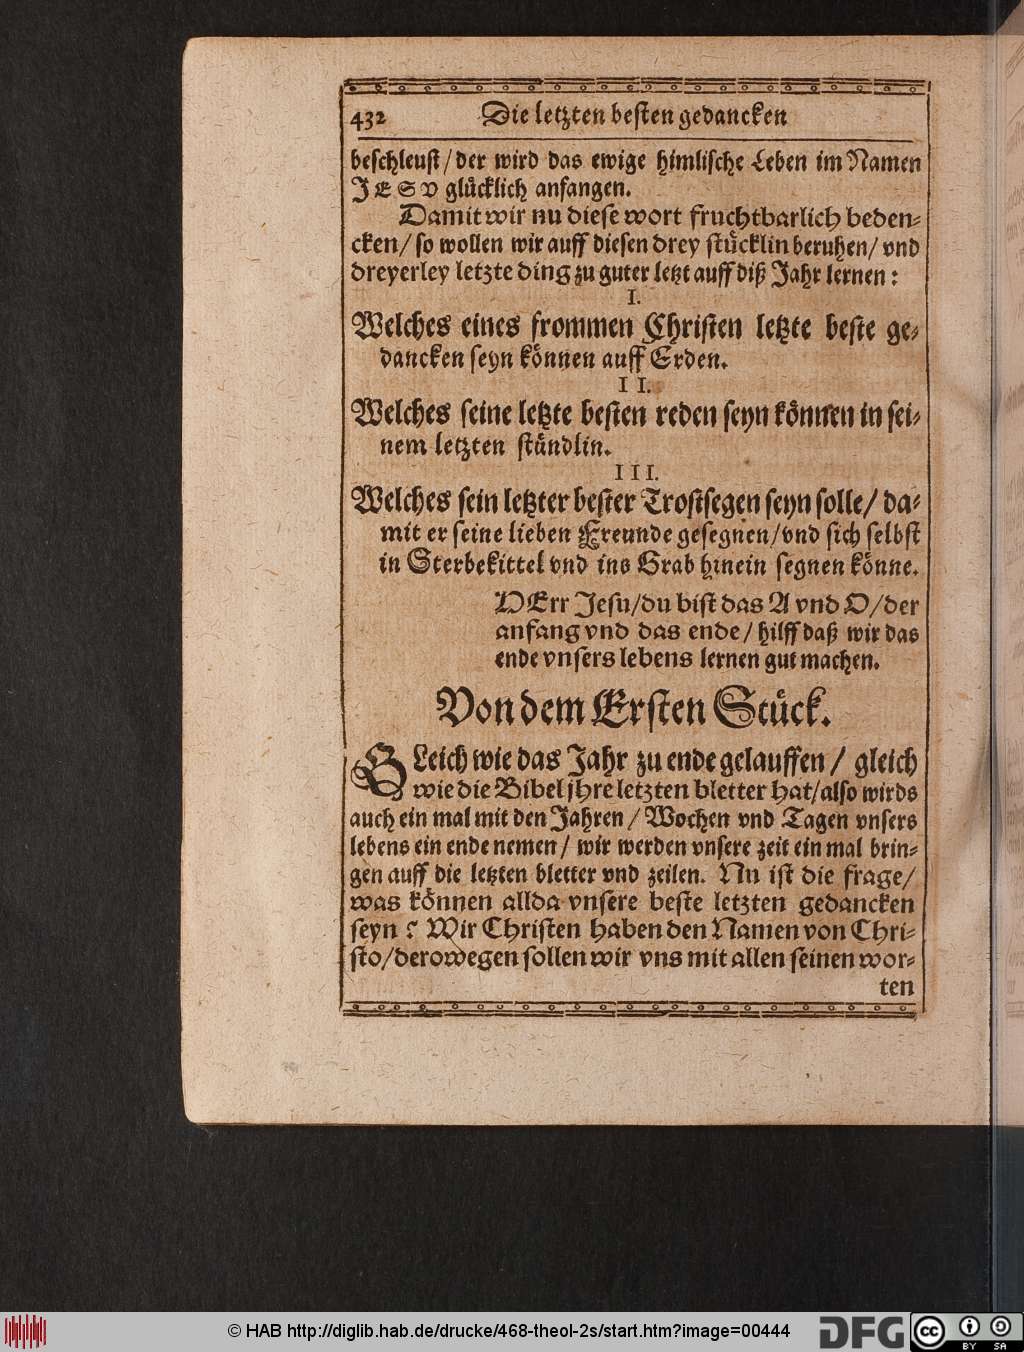 432 Die letzten besten gedancken
beschleust / der wird das ewige himlische Leben im Namen
JESV glücklich anfangen.
Damit wir nu diese wort fruchtbarlich beden-
cken / so wollen wir auff diesen drey stücklin beruhen / vnd
dreyerley letzte ding zu guter letzt auff diß Jahr lernen:
I.
Welches eines frommen Christen letzte beste ge-
dancken seyn können auff Erden.
II.
Welches seine letzte besten reden seyn können in sei-
nem letzten ständlin.
III.
Welches sein letzter bester Trostsegen seyn solle / da-
mit er seine lieben Freunde gesegnen / vnd sich selbst
in Sterbekittel vnd ins Grab hinein segnen könne.
HErr Jesu / du bist das A vnd O / der
anfang vnd das ende / hilff daß wir das
ende vnsers lebens lernen gut machen.
Von dem Ersten Stück.
GLeich wie das Jahr zu ende gelauffen / gleich
wie die Bibel jhre letzten bletter hat / also wirds
auch ein mal mit den Jahren / Wochen vnd Tagen vnsers
lebens ein ende nemen / wir werden vnsere zeit ein mal brin-
gen auff die letzten bletter vnd zeilen. Nu ist die frage /
was können allda vnsere beste letzten gedancken
seyn? Wir Christen haben den Namen von Chri-
sto / derowegen sollen wir vns mit allen seinen wor-
ten
© HAB http://diglib.hab.de/drucke/468-theol-2s/start.htm?image=00444
DFG
cc BY SA